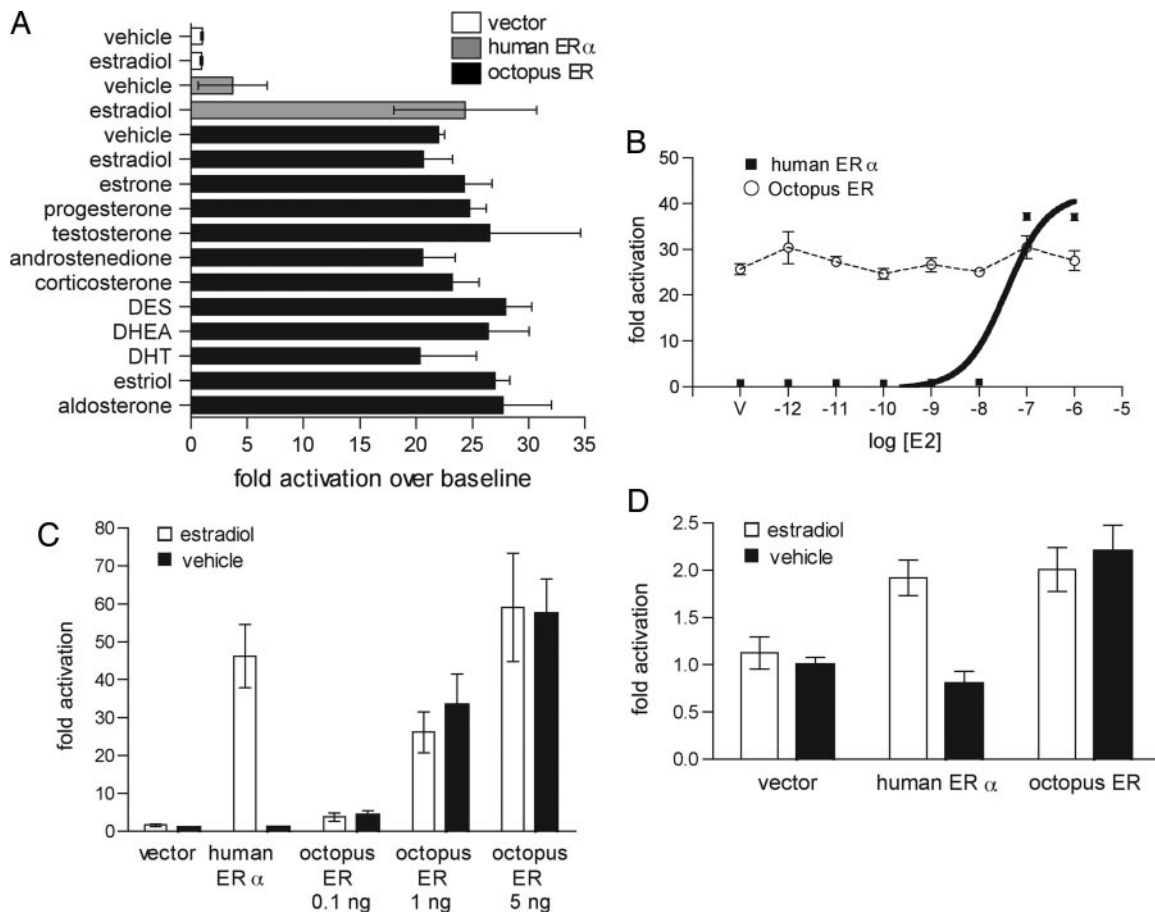 A
vector
human ERα
octopus ER
vehicle
estradiol
vehicle
estradiol
vehicle
estradiol
estrone
progesterone
testosterone
androstenedione
corticosterone
DES
DHEA
DHT
estriol
aldosterone
0 5 10 15 20 25 30 35
fold activation over baseline
B
human ER α
Octopus ER
50
40
30
20
10
0
fold activation
V -12 -11 -10 -9 -8 -7 -6 -5
log [E2]
C
estradiol
vehicle
80
70
60
50
40
30
20
10
0
fold activation
vector human octopus octopus octopus
ER α ER ER ER
0.1 ng 1 ng 5 ng
D
estradiol
vehicle
2.5
2.0
1.5
1.0
0.5
0.0
fold activation
vector human ER α octopus ER